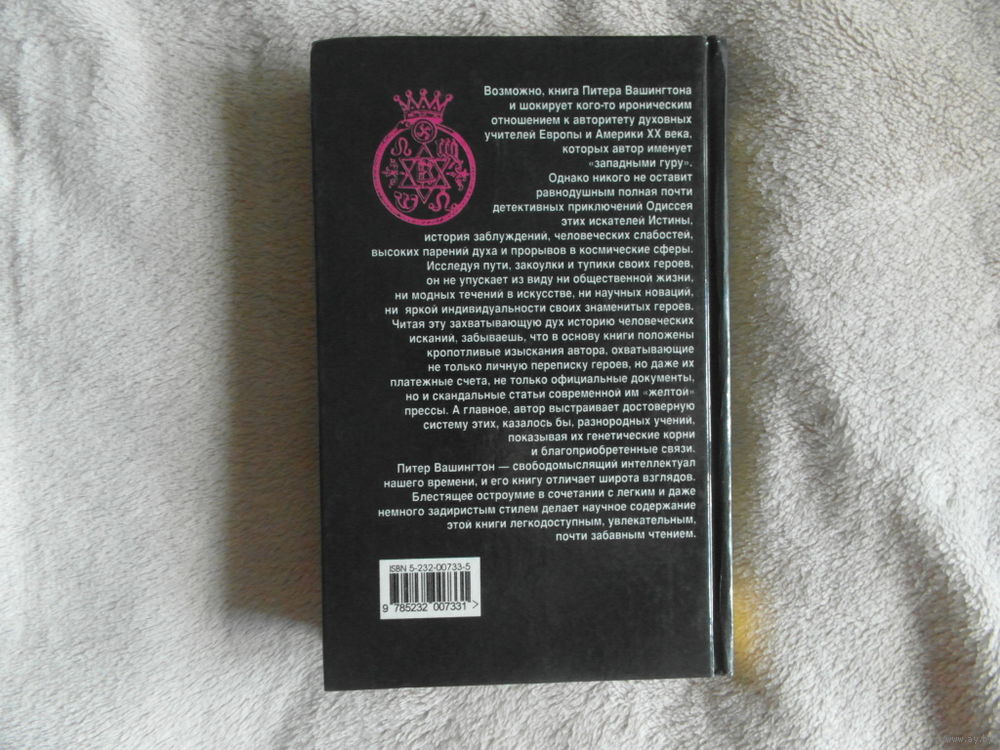 Возможно, книга Питера Вашингтона
и шокирует кого-то ироническим
отношением к авторитету духовных
учителей Европы и Америки XX века,
которых автор именует
«западными гуру».
Однако никого не оставит
равнодушным полная почти
детективных приключений Одиссея
этих искателей Истины,
история заблуждений, человеческих слабостей,
высоких парений духа и прорывов в космические сферы.
Исследуя пути, закоулки и тупики своих героев,
он не упускает из виду ни общественной жизни,
ни модных течений в искусстве, ни научных новаций,
ни яркой индивидуальности своих знаменитых героев.
Читая эту захватывающую дух историю человеческих
исканий, забываешь, что в основу книги положены
кропотливые изыскания автора, охватывающие
не только личную переписку героев, но даже их
платежные счета, не только официальные документы,
но и скандальные статьи современной им «желтой»
прессы. А главное, автор выстраивает достоверную
систему этих, казалось бы, разнородных учений,
показывая их генетические корни
и благоприобретенные связи.
Питер Вашингтон — свободомыслящий интеллектуал
нашего времени, и его книгу отличает широта взглядов.
Блестящее остроумие в сочетании с легким и даже
немного задиристым стилем делает научное содержание
этой книги легкодоступным, увлекательным,
почти забавным чтением.
ISBN 5-232-00733-5
9 785232 007331 >